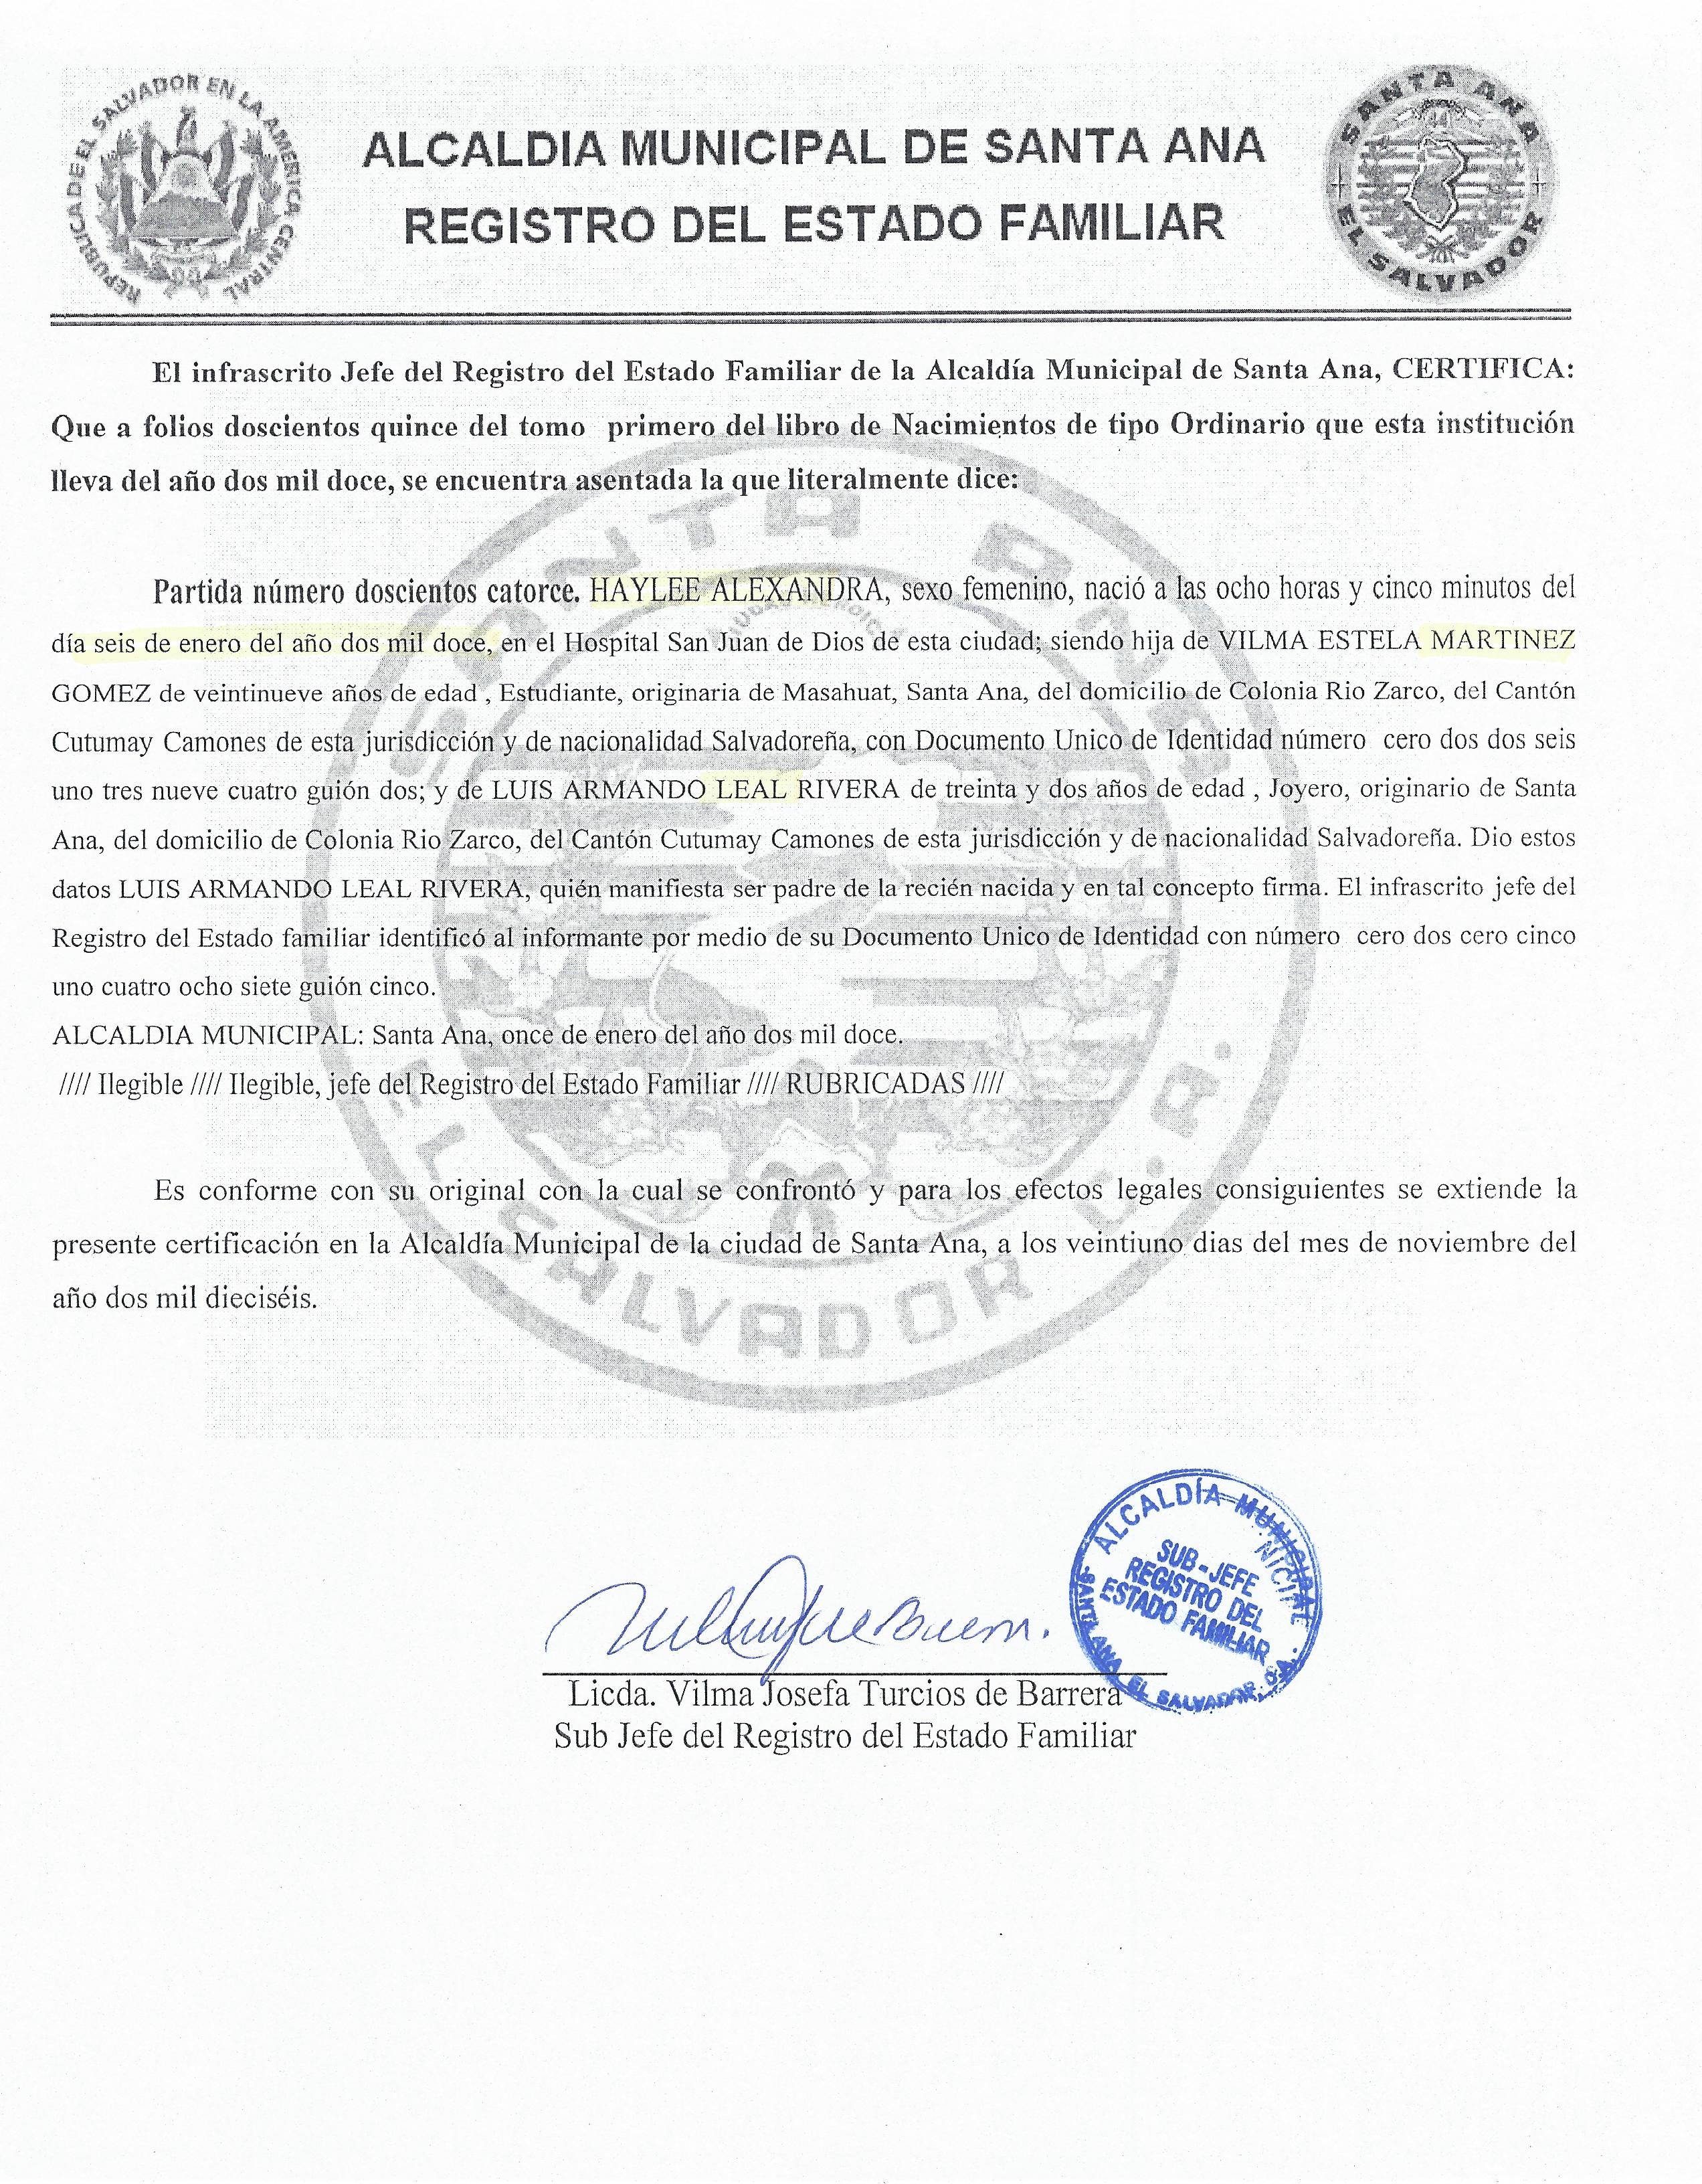 REPUBLICA DE EL SALVADOR EN LA AMERICA CENTRAL
ALCALDIA MUNICIPAL DE SANTA ANA
REGISTRO DEL ESTADO FAMILIAR
SANTA ANA
EL SALVADOR
El infrascrito Jefe del Registro del Estado Familiar de la Alcaldía Municipal de Santa Ana, CERTIFICA:
Que a folios doscientos quince del tomo primero del libro de Nacimientos de tipo Ordinario que esta institución
lleva del año dos mil doce, se encuentra asentada la que literalmente dice:
Partida número doscientos catorce. HAYLEE ALEXANDRA, sexo femenino, nació a las ocho horas y cinco minutos del
día seis de enero del año dos mil doce, en el Hospital San Juan de Dios de esta ciudad; siendo hija de VILMA ESTELA MARTINEZ
GOMEZ de veintinueve años de edad , Estudiante, originaria de Masahuat, Santa Ana, del domicilio de Colonia Rio Zarco, del Cantón
Cutumay Camones de esta jurisdicción y de nacionalidad Salvadoreña, con Documento Unico de Identidad número cero dos dos seis
uno tres nueve cuatro guión dos; y de LUIS ARMANDO LEAL RIVERA de treinta y dos años de edad , Joyero, originario de Santa
Ana, del domicilio de Colonia Rio Zarco, del Cantón Cutumay Camones de esta jurisdicción y de nacionalidad Salvadoreña. Dio estos
datos LUIS ARMANDO LEAL RIVERA, quién manifiesta ser padre de la recién nacida y en tal concepto firma. El infrascrito jefe del
Registro del Estado familiar identificó al informante por medio de su Documento Unico de Identidad con número cero dos cero cinco
uno cuatro ocho siete guión cinco.
ALCALDIA MUNICIPAL: Santa Ana, once de enero del año dos mil doce.
//// Ilegible //// Ilegible, jefe del Registro del Estado Familiar //// RUBRICADAS ////
Es conforme con su original con la cual se confrontó y para los efectos legales consiguientes se extiende la
presente certificación en la Alcaldía Municipal de la ciudad de Santa Ana, a los veintiuno dias del mes de noviembre del
año dos mil dieciséis.
ALCALDÍA MUNICIPAL
SUB-JEFE
REGISTRO DEL
ESTADO FAMILIAR
SANTA ANA, EL SALVADOR, C.A.
Licda. Vilma Josefa Turcios de Barrera
Sub Jefe del Registro del Estado Familiar